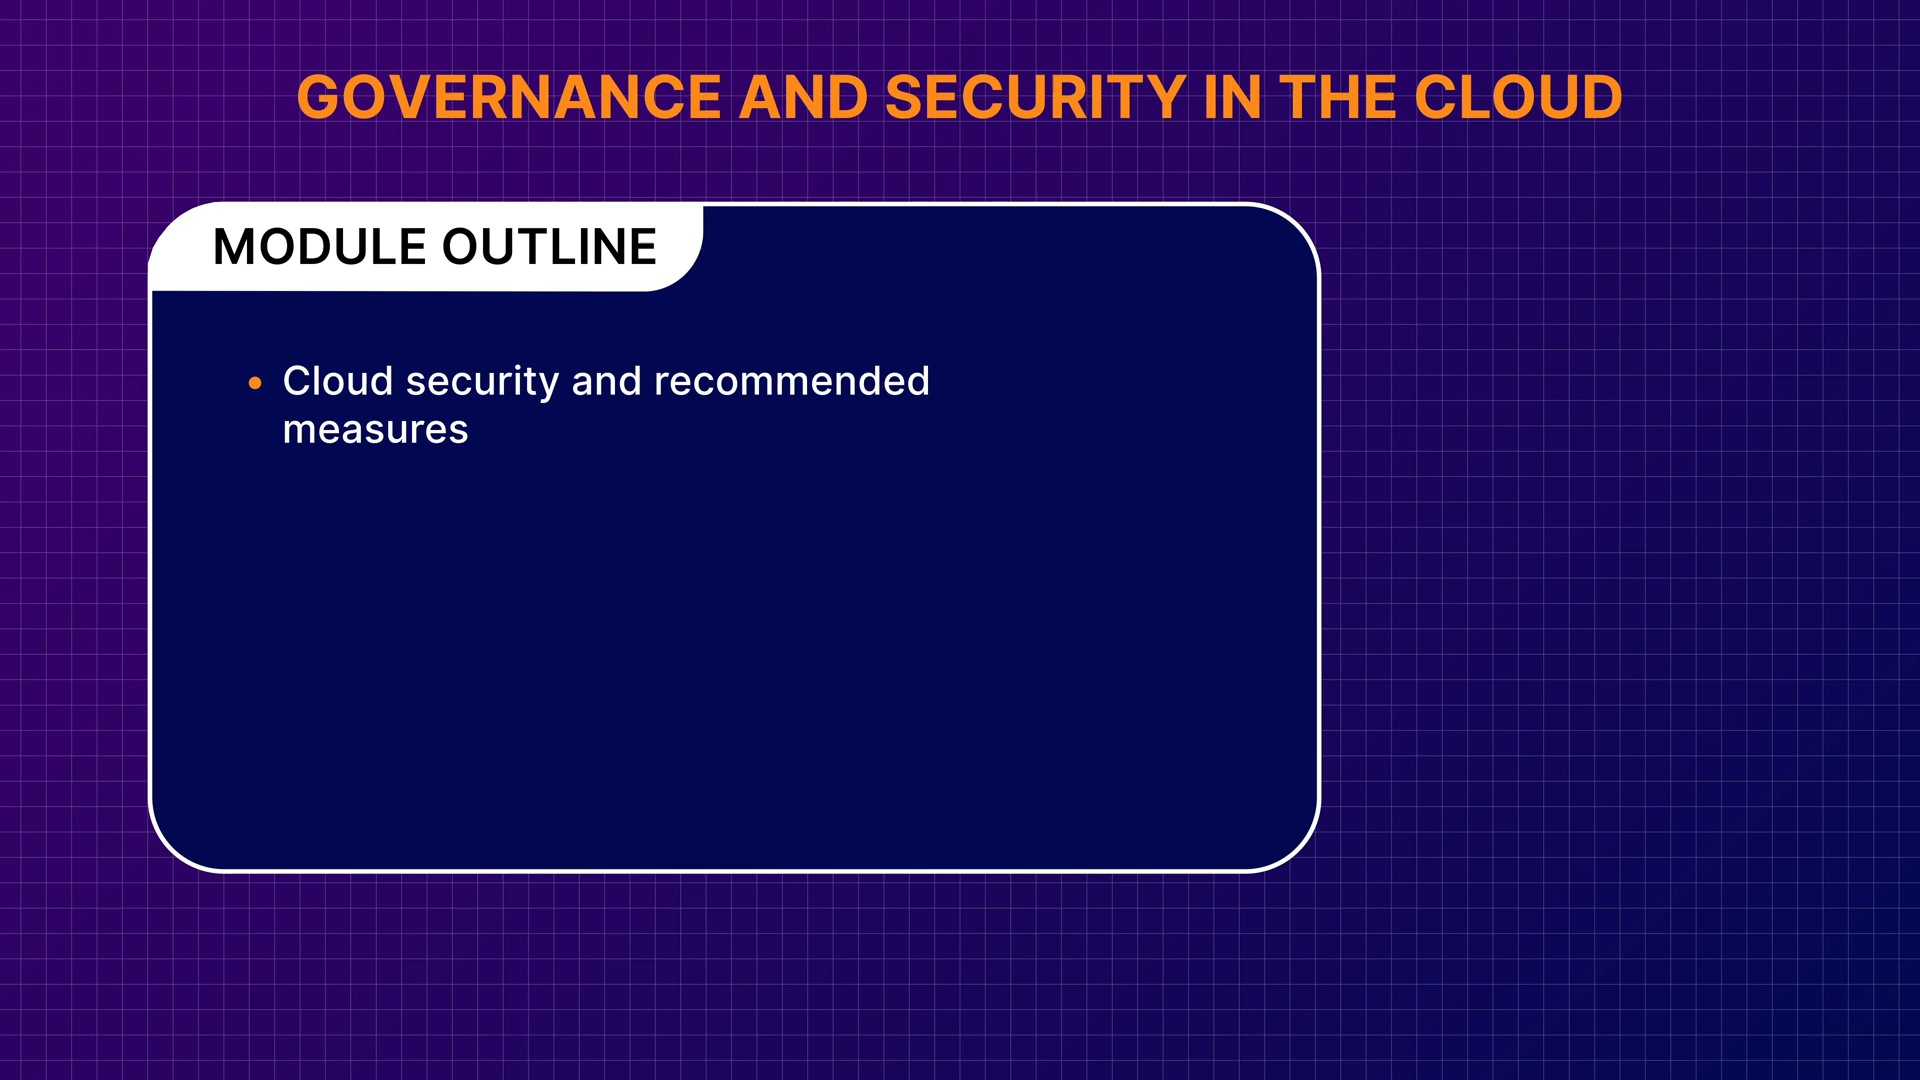 GOVERNANCE AND SECURITY IN THE CLOUD
MODULE OUTLINE
• Cloud security and recommended
measures